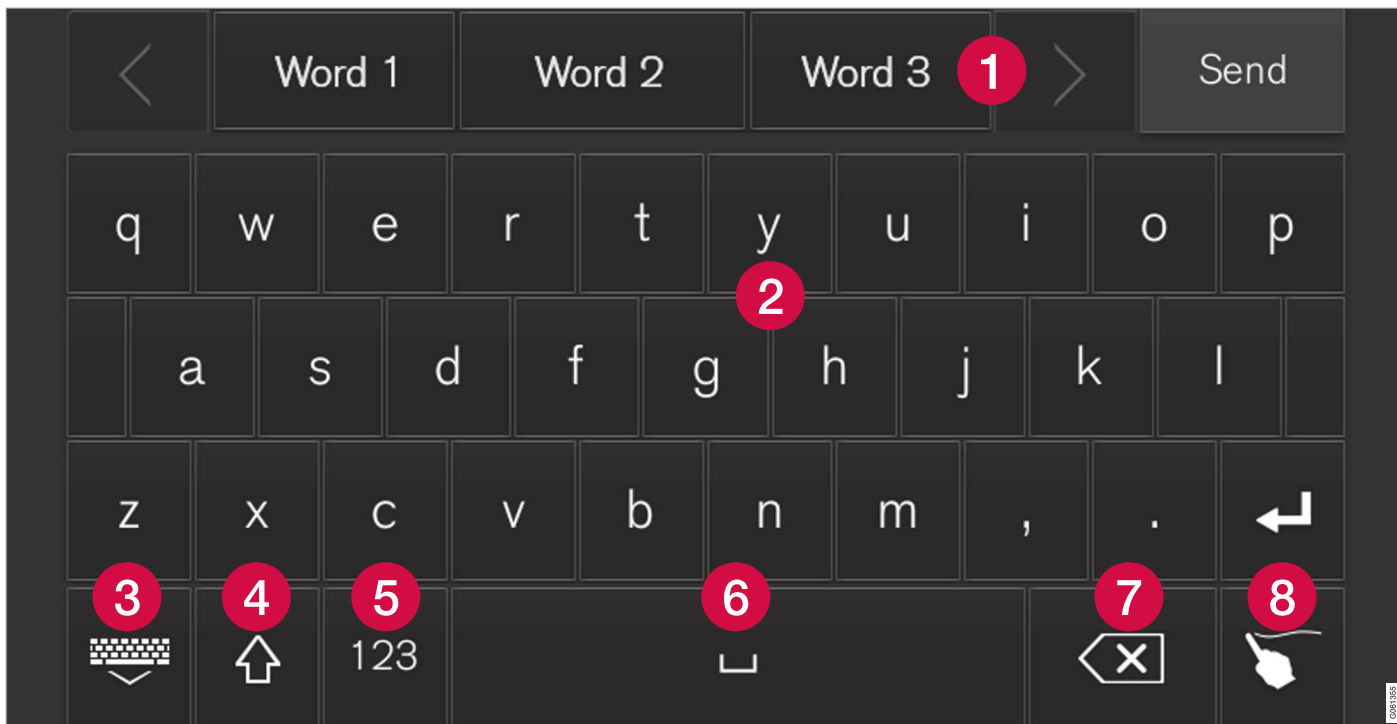 Word 1 Word 2 Word 3 1 Send
q w e r t y u i o p
2
a s d f g h j k l
z x c v b n m , .
3 4 5 6 7 8
123
G061355